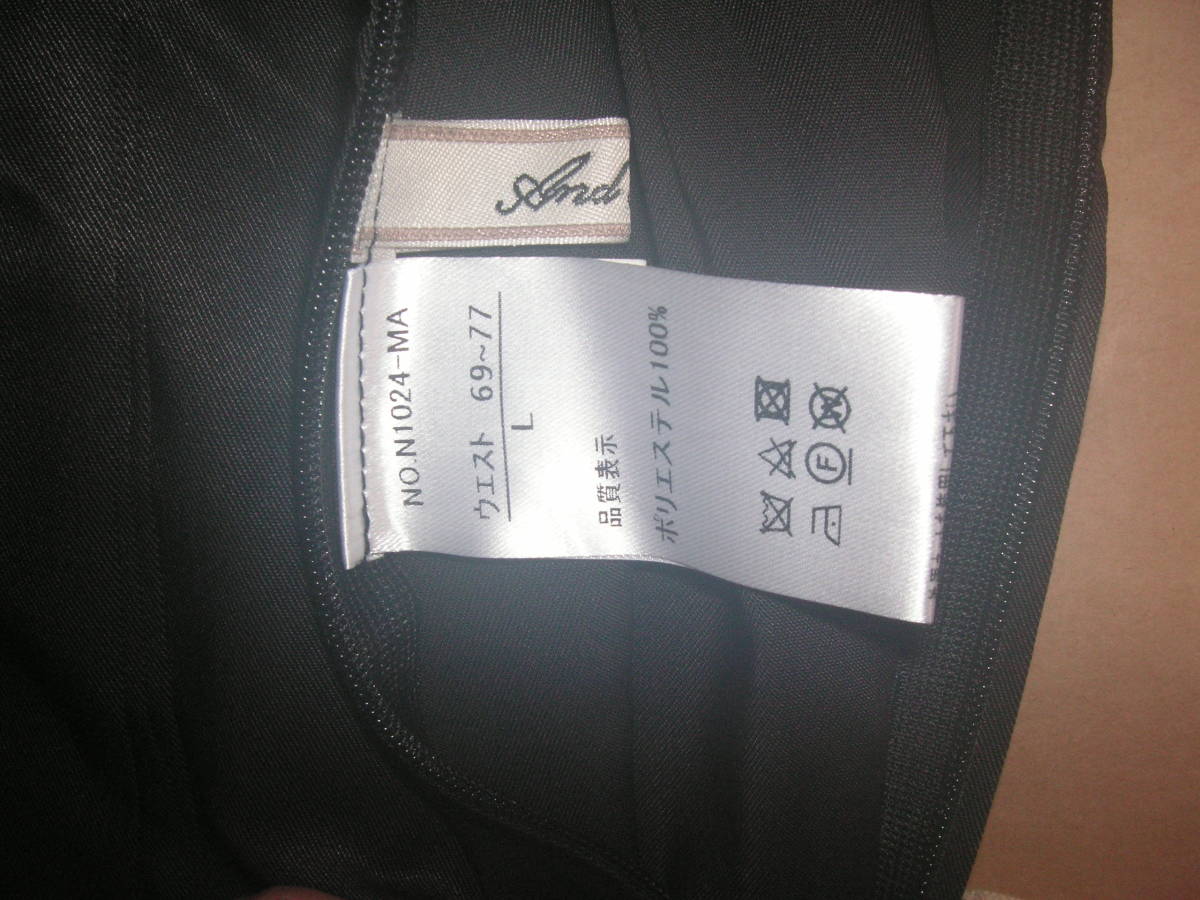 And
NO.N1024-MA
ウエスト 69~77
L
品質表示
ポリエステル100%
F